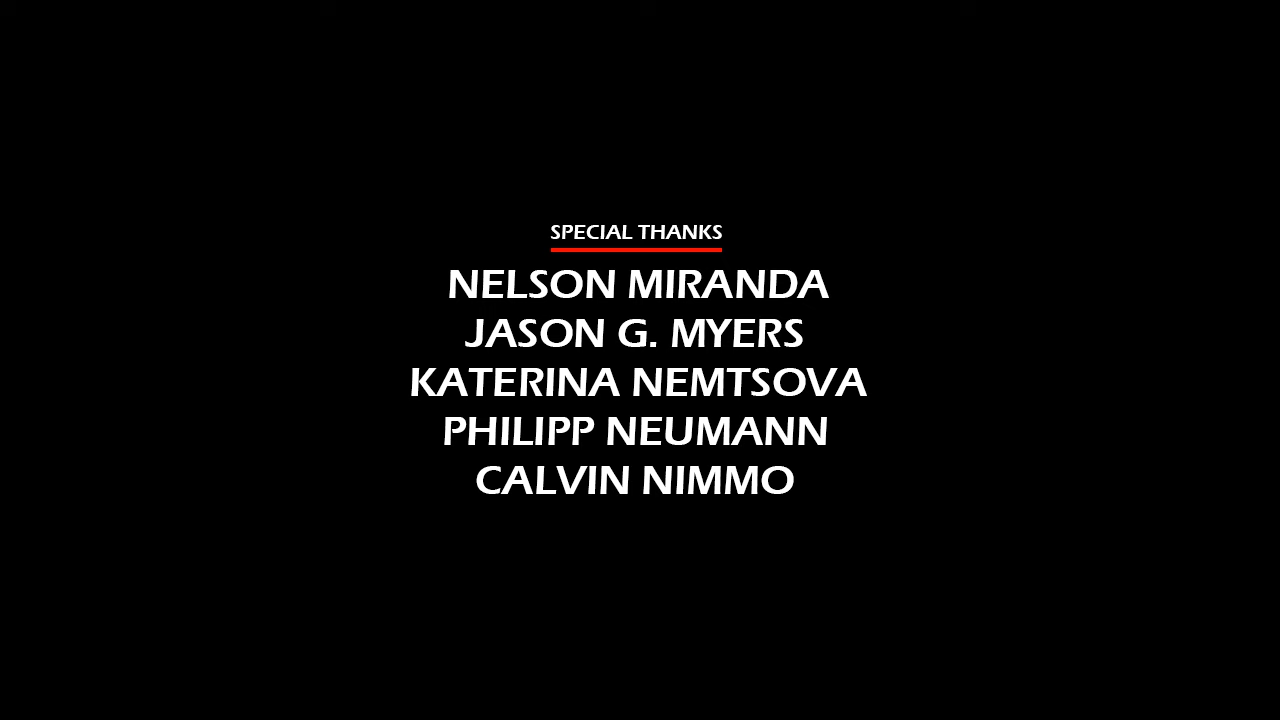 SPECIAL THANKS
NELSON MIRANDA
JASON G. MYERS
KATERINA NEMTSOVA
PHILIPP NEUMANN
CALVIN NIMMO